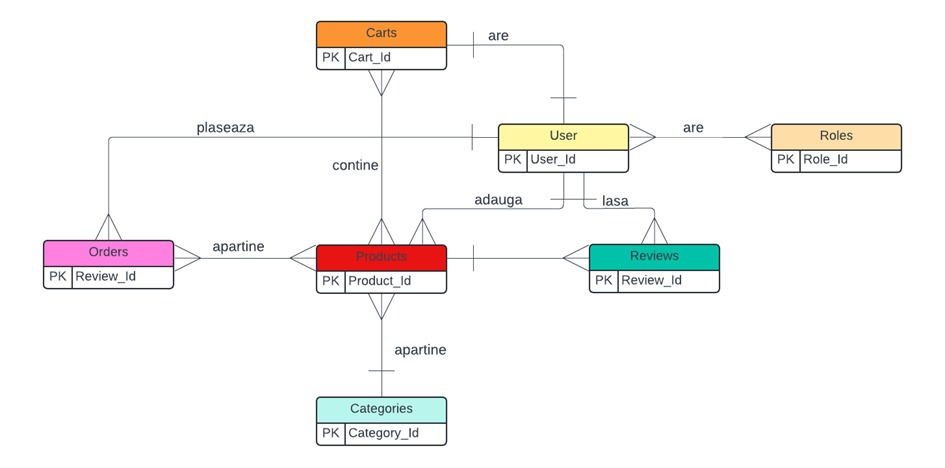 Carts
PK Cart_Id
are
plaseaza
User
PK User_Id
are
Roles
PK Role_Id
contine
adauga
lasa
Orders
PK Review_Id
apartine
Products
PK Product_Id
Reviews
PK Review_Id
apartine
Categories
PK Category_Id